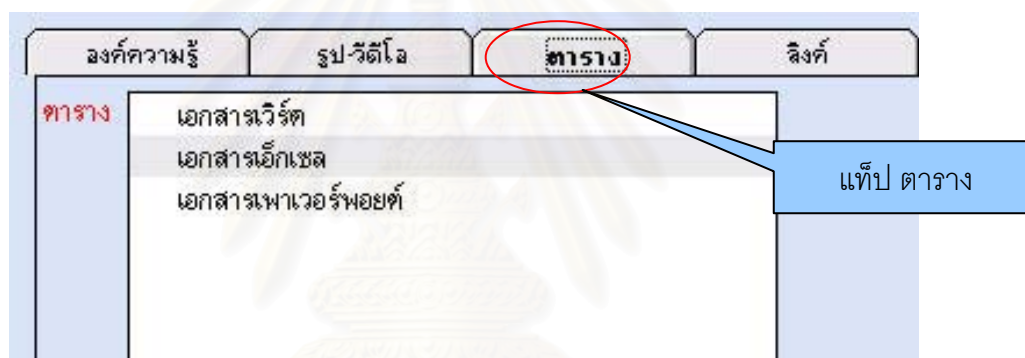 องค์ความรู้ รูป-วีดีโอ ตาราง ลิงค์
ตาราง เอกสารเวิร์ด
เอกสารเอ็กเซล
แท็ป ตาราง
เอกสารเพาเวอร์พอยต์